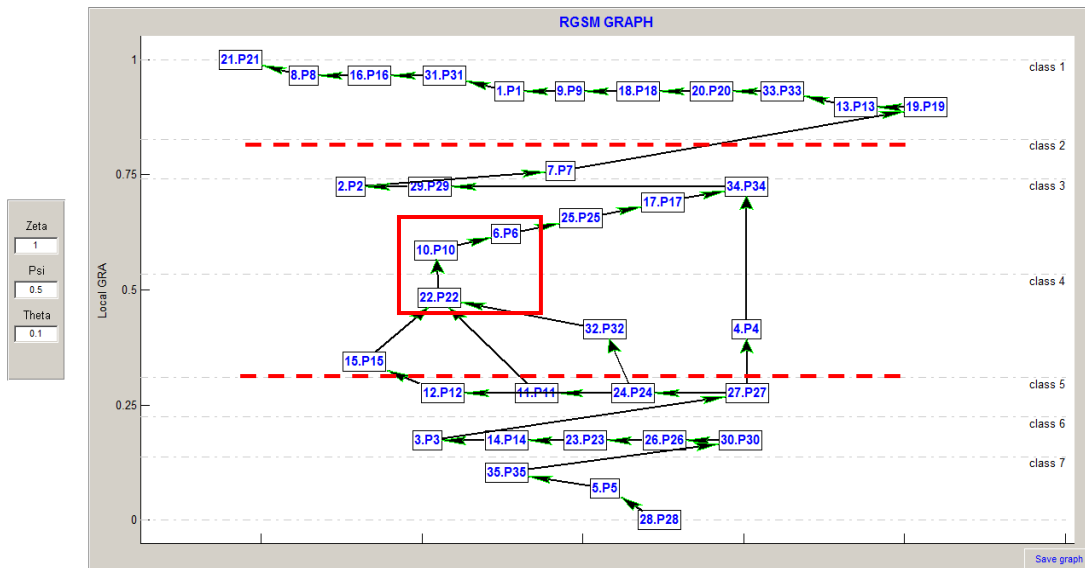 RGSM GRAPH
1
21.P21
class 1
8.P8
16.P16
31.P31
1.P1
9.P9
18.P18
20.P20
33.P33
13.P13
19.P19
class 2
0.75
7.P7
2.P2
29.P29
34.P34
class 3
17.P17
25.P25
6.P6
10.P10
Zeta
1
Psi
0.5
Theta
0.1
Local GRA
class 4
0.5
22.P22
32.P32
4.P4
15.P15
class 5
12.P12
11.P11
24.P24
27.P27
0.25
class 6
3.P3
14.P14
23.P23
26.P26
30.P30
class 7
35.P35
5.P5
0
28.P28
Save graph